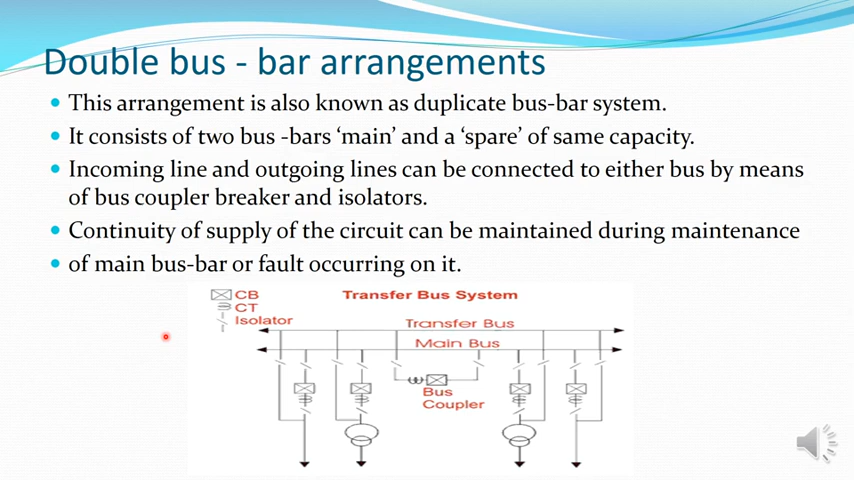 Double bus - bar arrangements
This arrangement is also known as duplicate bus-bar system.
It consists of two bus -bars ‘main’ and a ‘spare’ of same capacity.
Incoming line and outgoing lines can be connected to either bus by means
of bus coupler breaker and isolators.
Continuity of supply of the circuit can be maintained during maintenance
of main bus-bar or fault occurring on it.
CB
Transfer Bus System
CT
Isolator
Transfer Bus
Main Bus
Bus
Coupler